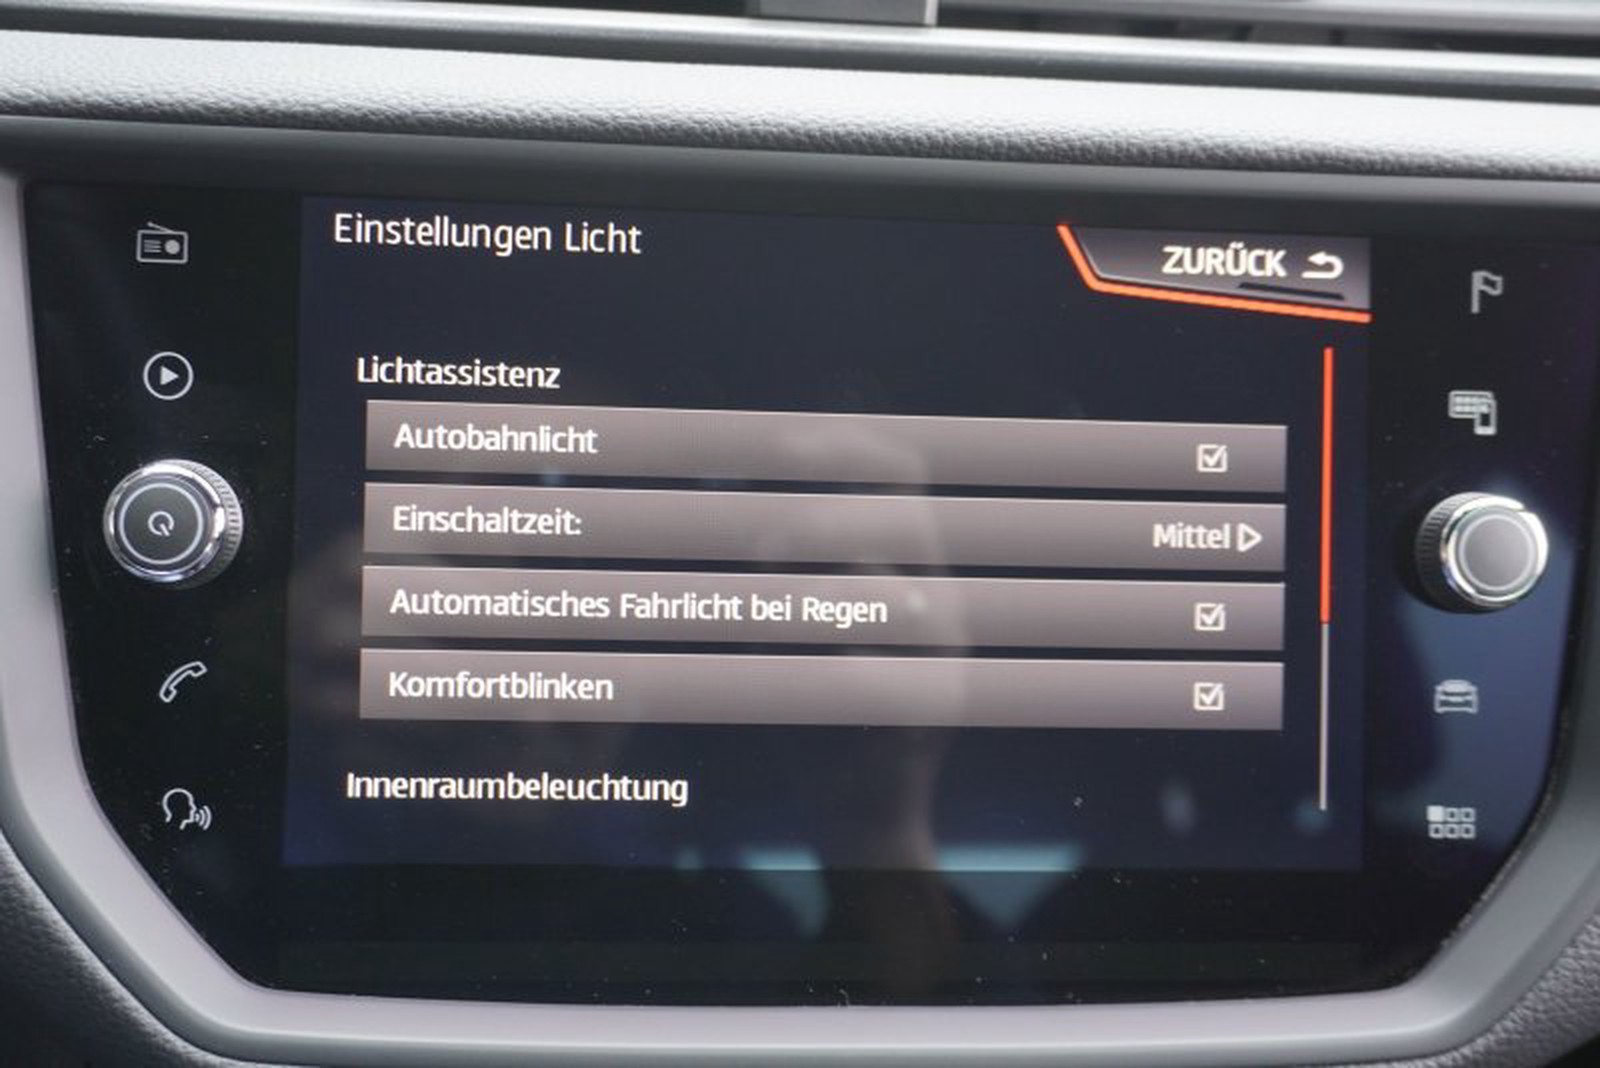 Einstellungen Licht
ZURÜCK
Lichtassistenz
Autobahnlicht
Einschaltzeit:
Mittel
Automatisches Fahrlicht bei Regen
Komfortblinken
Innenraumbeleuchtung